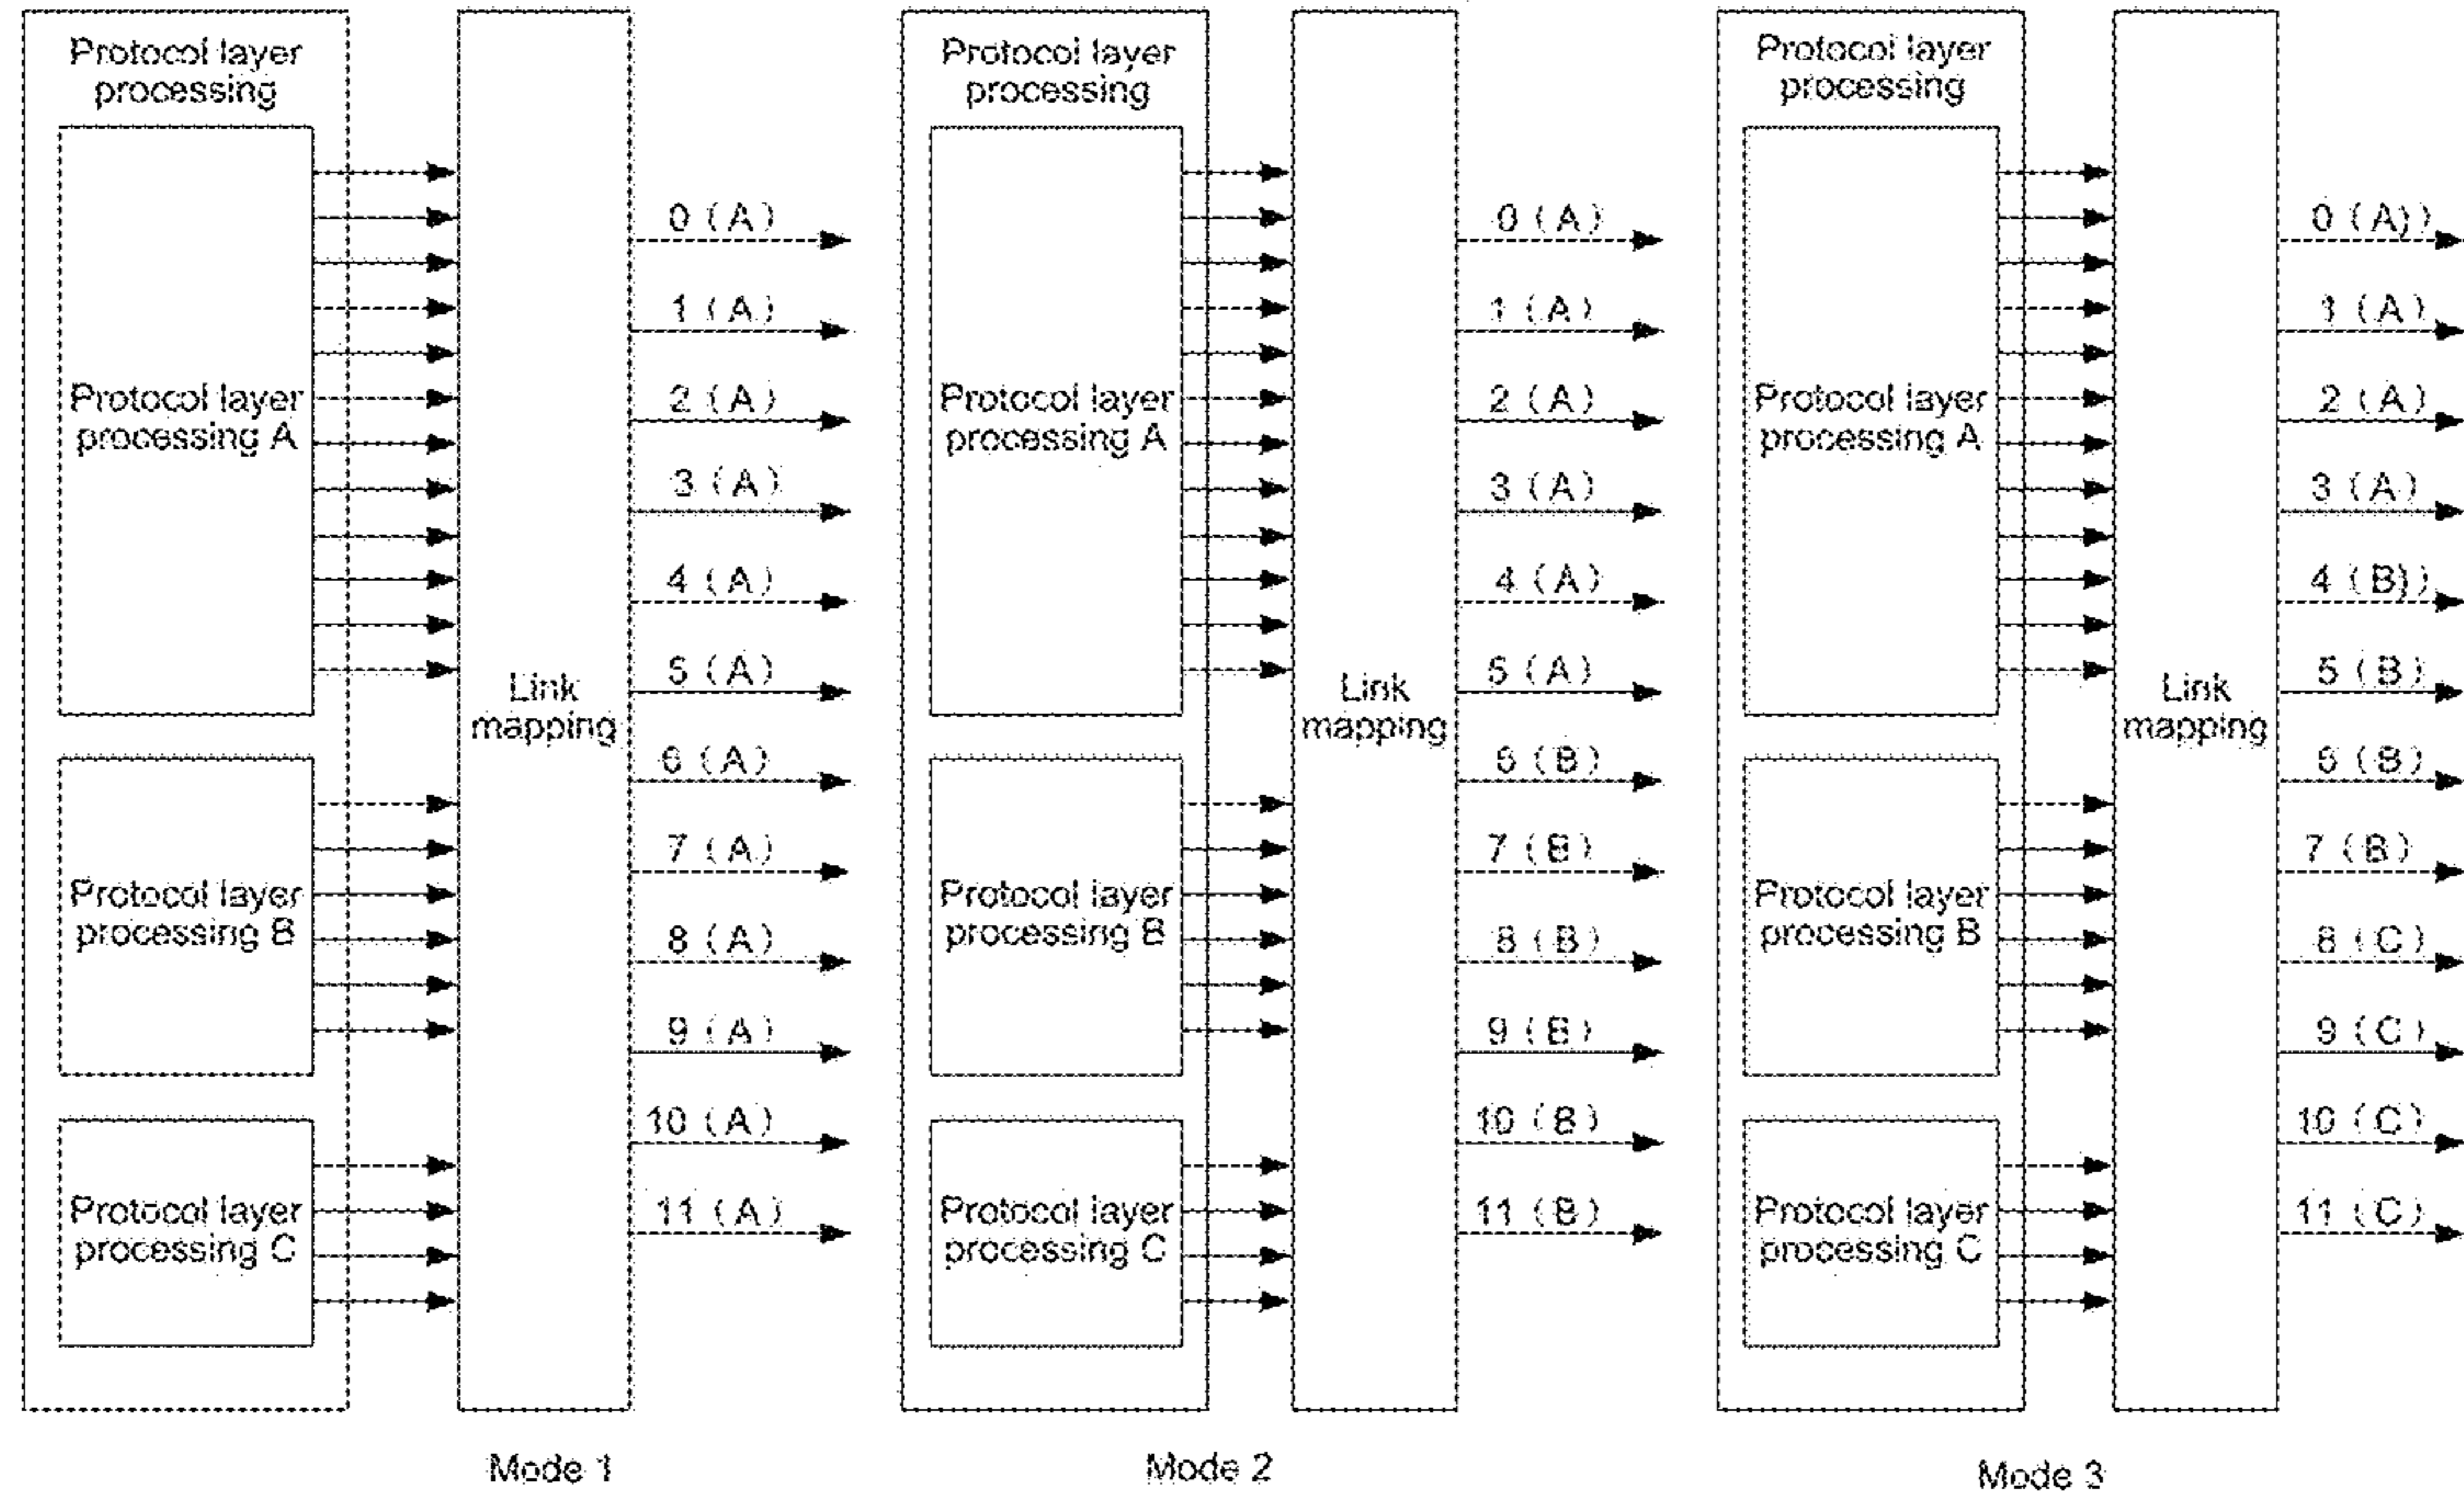 Protocol layer
processing
Protocol layer
processing A
Protocol layer
processing B
Protocol layer
processing C
Link
mapping
0 (A)
1 (A)
2 (A)
3 (A)
4 (A)
5 (A)
6 (A)
7 (A)
8 (A)
9 (A)
10 (A)
11 (A)
Mode 1
Protocol layer
processing
Protocol layer
processing A
Protocol layer
processing B
Protocol layer
processing C
Link
mapping
0 (A)
1 (A)
2 (A)
3 (A)
4 (A)
5 (A)
6 (B)
7 (B)
8 (B)
9 (B)
10 (B)
11 (B)
Mode 2
Protocol layer
processing
Protocol layer
processing A
Protocol layer
processing B
Protocol layer
processing C
Link
mapping
0 (A))
1 (A)
2 (A)
3 (A)
4 (B))
5 (B)
6 (B)
7 (B)
8 (C)
9 (C)
10 (C)
11 (C)
Mode 3